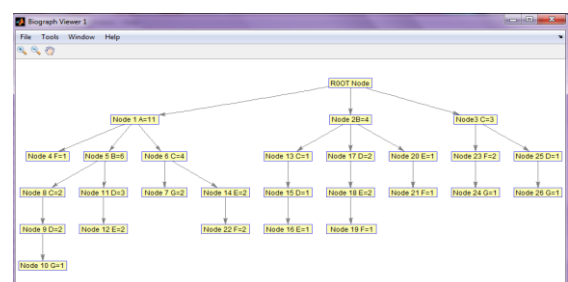 Biograph Viewer 1
File Tools Window Help
R0OT Node
Node 1 A=11 Node 2B=4 Node3 C=3
Node 4 F=1 Node 5 B=6 Node 6 C=4 Node 13 C=1 Node 17 D=2 Node 20 E=1 Node 23 F=2 Node 25 D=1
Node 8 C=2 Node 11 D=3 Node 7 G=2 Node 14 E=2 Node 15 D=1 Node 18 E=2 Node 21 F=1 Node 24 G=1 Node 26 G=1
Node 9 D=2 Node 12 E=2 Node 22 F=2 Node 16 E=1 Node 19 F=1
Node 10 G=1